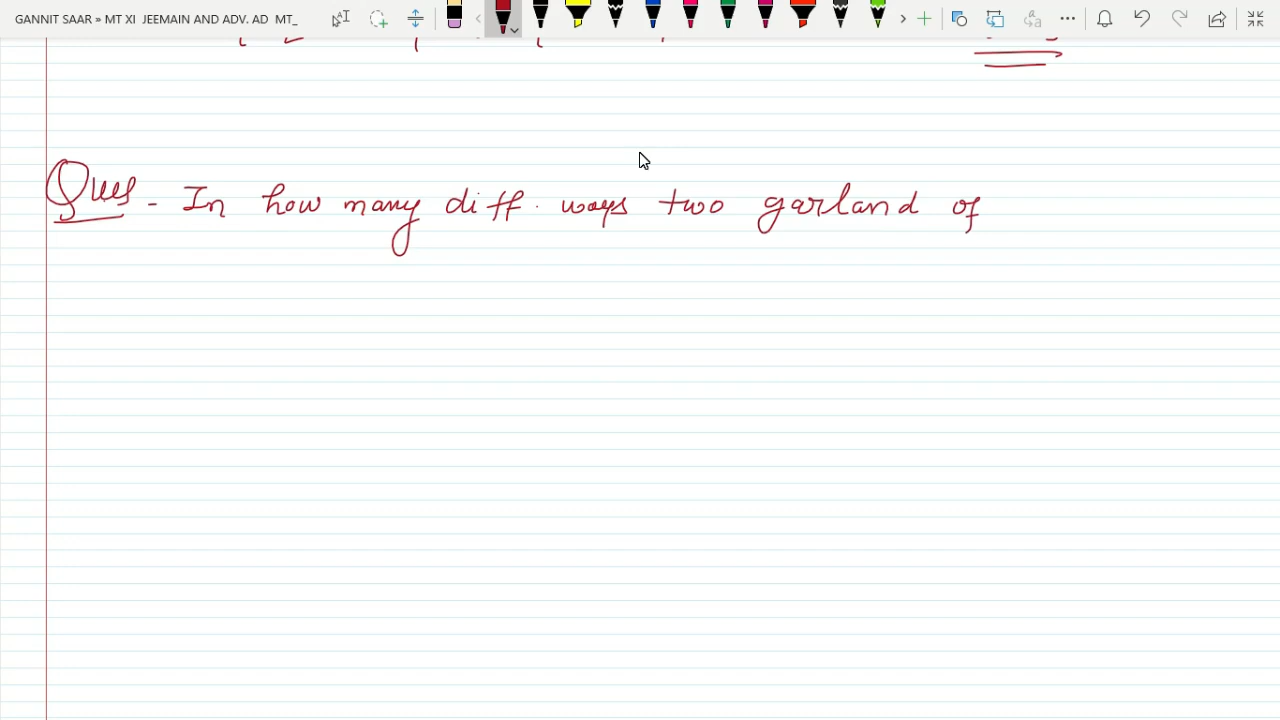 GANNIT SAAR » MT XI JEEMAIN AND ADV. AD MT_
Ques - In how many diff. ways two garland of